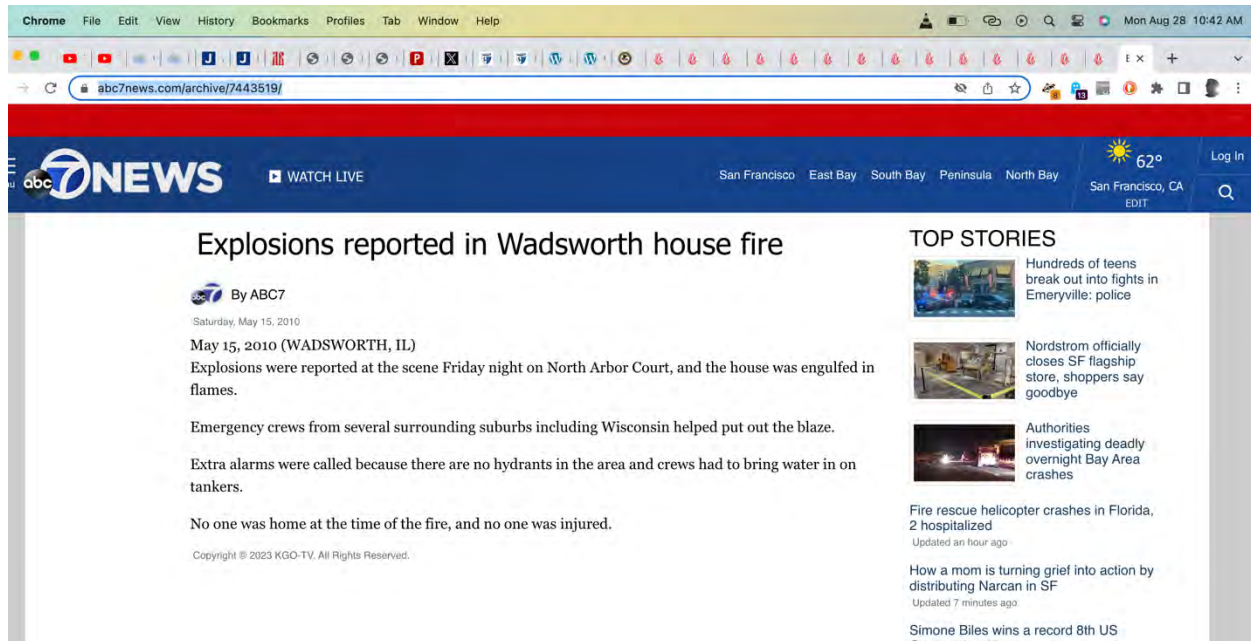 Chrome File Edit View History Bookmarks Profiles Tab Window Help
Mon Aug 28 10:42 AM
abc7news.com/archive/7443519/
abc 7 NEWS
WATCH LIVE
San Francisco East Bay South Bay Peninsula North Bay
62°
San Francisco, CA
EDIT
Log In
Explosions reported in Wadsworth house fire
By ABC7
Saturday, May 15, 2010
May 15, 2010 (WADSWORTH, IL)
Explosions were reported at the scene Friday night on North Arbor Court, and the house was engulfed in
flames.
Emergency crews from several surrounding suburbs including Wisconsin helped put out the blaze.
Extra alarms were called because there are no hydrants in the area and crews had to bring water in on
tankers.
No one was home at the time of the fire, and no one was injured.
Copyright © 2023 KGO-TV. All Rights Reserved.
TOP STORIES
Hundreds of teens
break out into fights in
Emeryville: police
Nordstrom officially
closes SF flagship
store, shoppers say
goodbye
Authorities
investigating deadly
overnight Bay Area
crashes
Fire rescue helicopter crashes in Florida,
2 hospitalized
Updated an hour ago
How a mom is turning grief into action by
distributing Narcan in SF
Updated 7 minutes ago
Simone Biles wins a record 8th US